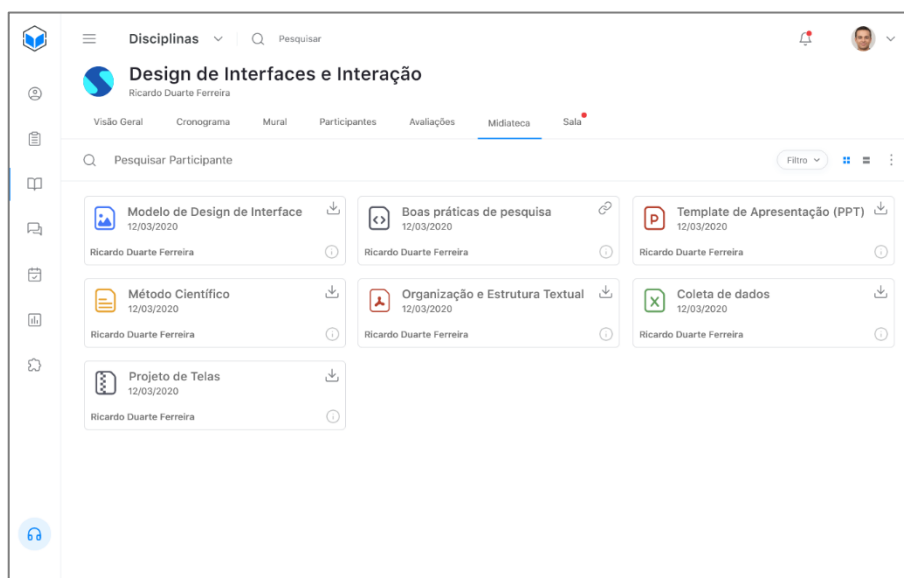 Disciplinas Pesquisar
Design de Interfaces e Interação
Ricardo Duarte Ferreira
Visão Geral Cronograma Mural Participantes Avaliações Midiateca Sala
Pesquisar Participante Filtro
Modelo de Design de Interface
12/03/2020
Ricardo Duarte Ferreira
Boas práticas de pesquisa
12/03/2020
Ricardo Duarte Ferreira
P
Template de Apresentação (PPT)
12/03/2020
Ricardo Duarte Ferreira
Método Científico
12/03/2020
Ricardo Duarte Ferreira
Organização e Estrutura Textual
12/03/2020
Ricardo Duarte Ferreira
X
Coleta de dados
12/03/2020
Ricardo Duarte Ferreira
Projeto de Telas
12/03/2020
Ricardo Duarte Ferreira